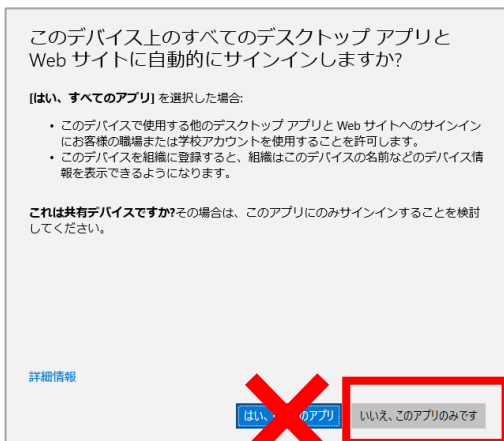 このデバイス上のすべてのデスクトップ アプリと
Web サイトに自動的にサインインしますか?
[はい、すべてのアプリ] を選択した場合:
• このデバイスで使用する他のデスクトップ アプリと Web サイトへのサインイン
にお客様の職場または学校アカウントを使用することを許可します。
• このデバイスを組織に登録すると、組織はこのデバイスの名前などのデバイス情
報を表示できるようになります。
これは共有デバイスですか?その場合は、このアプリにのみサインインすることを検討
してください。
詳細情報
はい、 のアプリ
いいえ、このアプリのみです